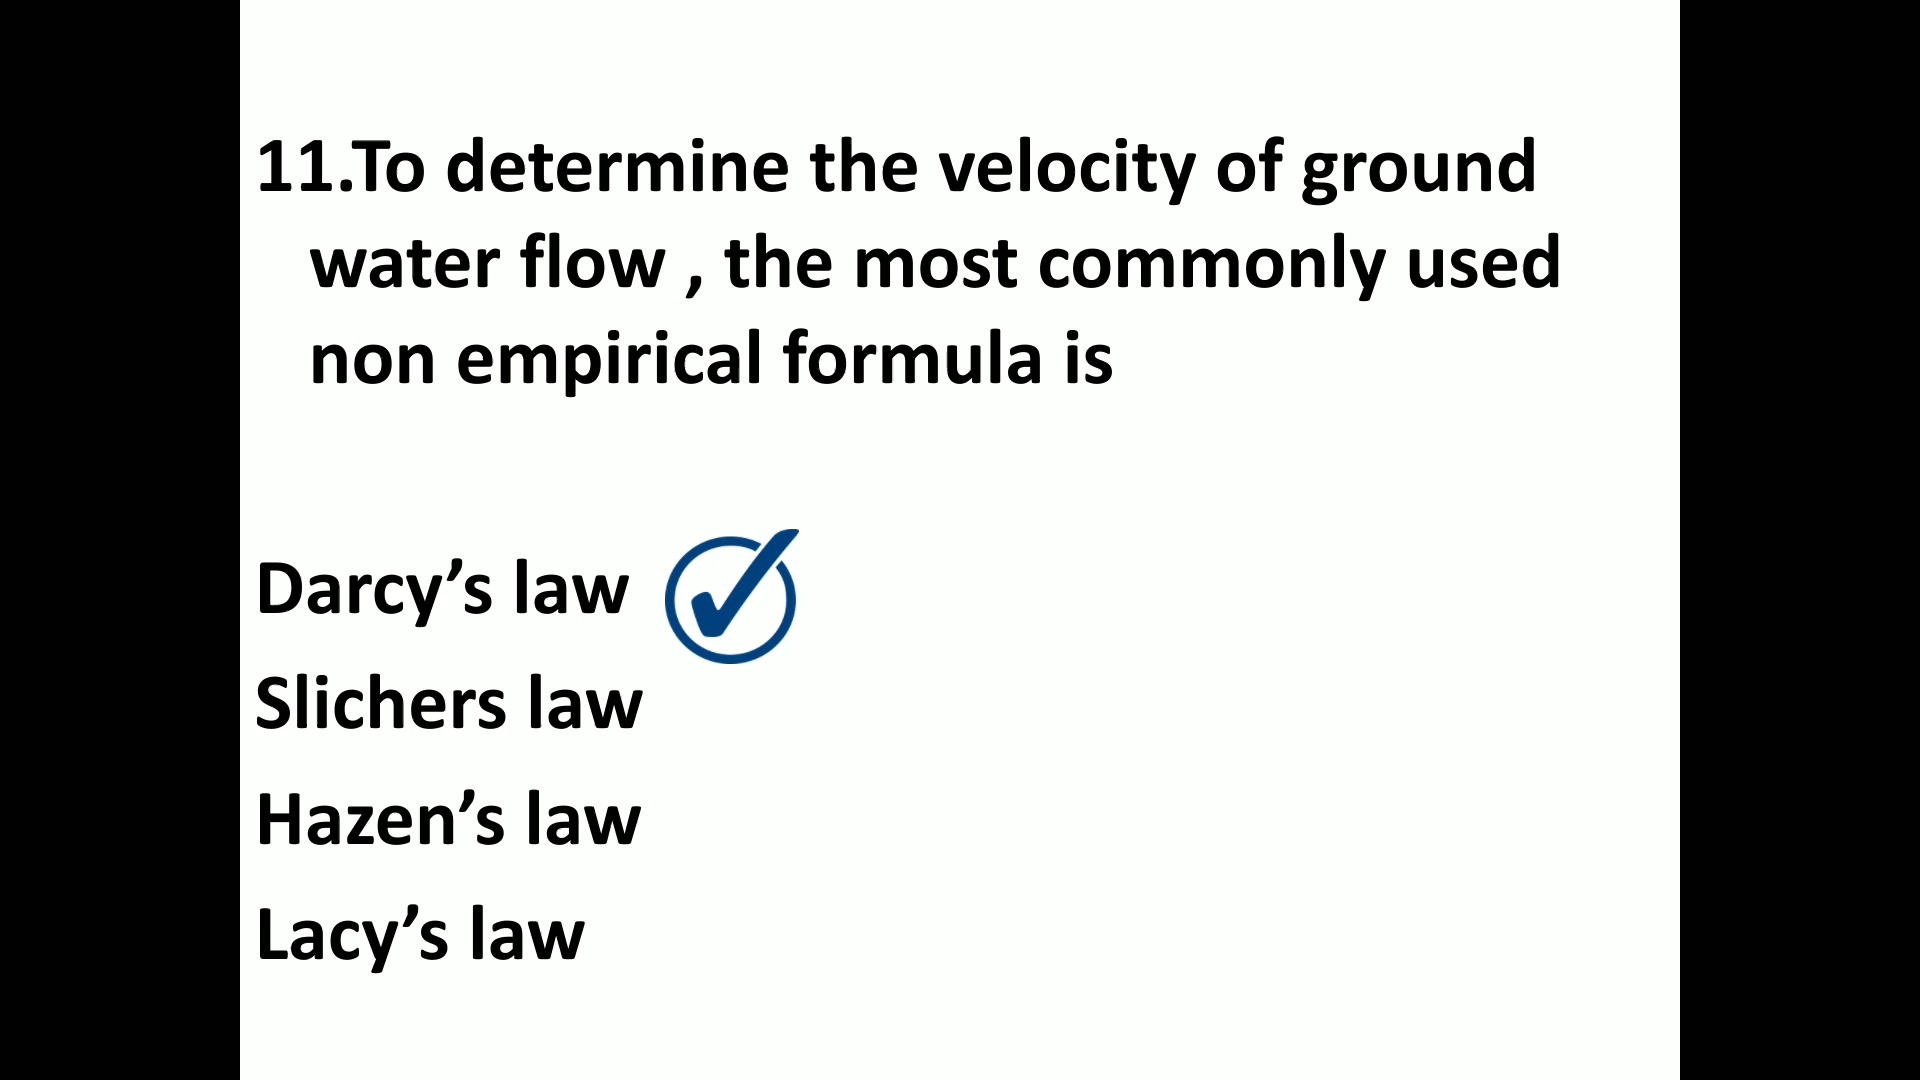 11.To determine the velocity of ground
water flow , the most commonly used
non empirical formula is
Darcy’s law
Slichers law
Hazen’s law
Lacy’s law